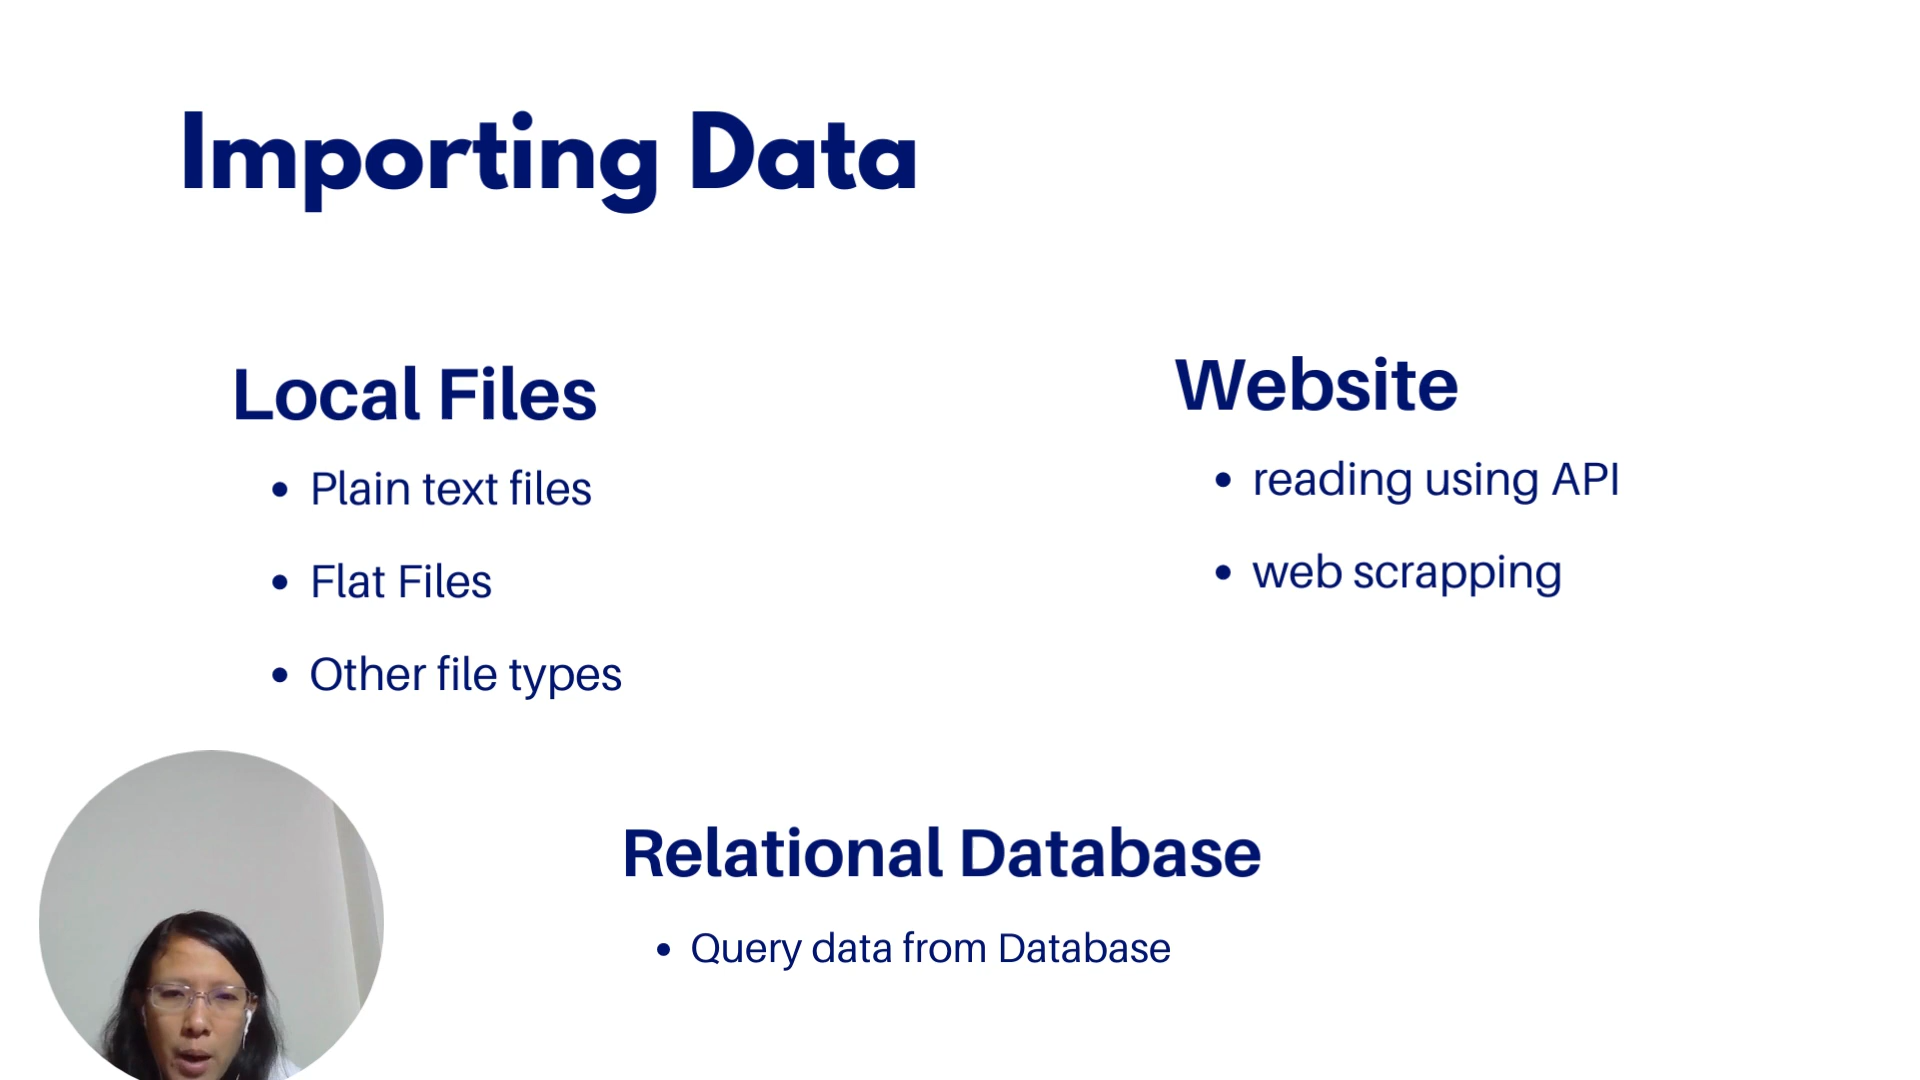 Importing Data
Local Files
• Plain text files
• Flat Files
• Other file types
Website
• reading using API
• web scrapping
Relational Database
• Query data from Database